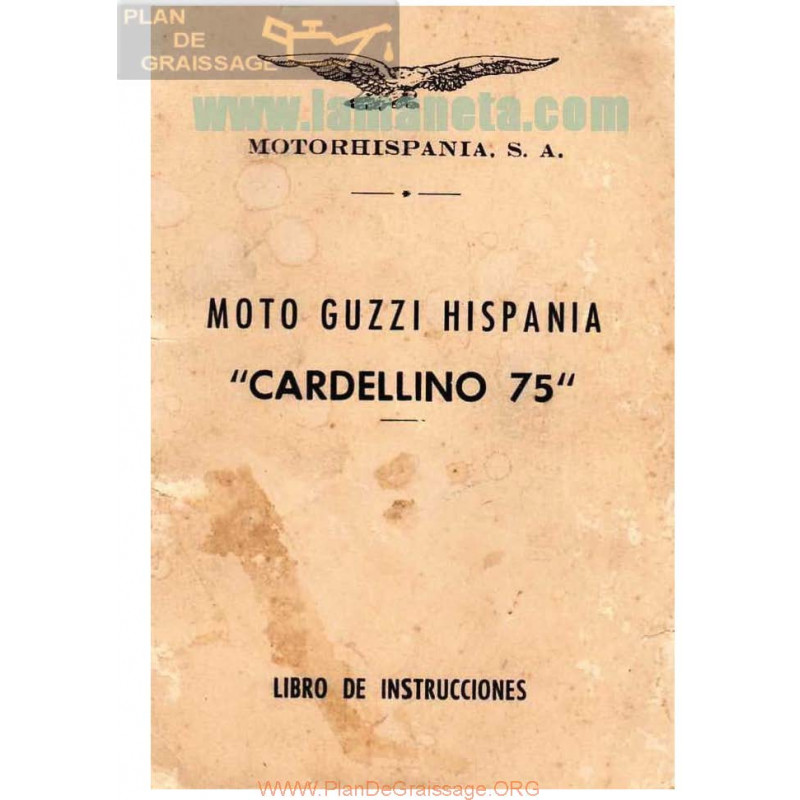 PLAN
DE
GRAISSAGE
www.lamaneta.com
MOTORHISPANIA, S. A.
MOTO GUZZI HISPANIA
"CARDELLINO 75"
LIBRO DE INSTRUCCIONES
www.PlanDeGraissage.ORG